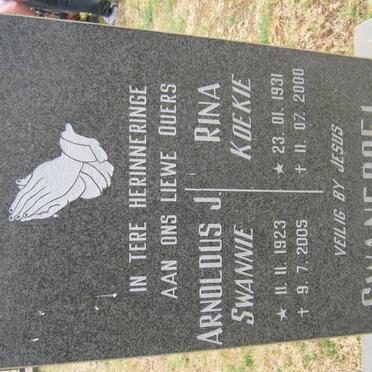 IN TERE HERINNERINGE
AAN ONS LIEWE OUERS
ARNOLDUS J.
SWANNIE
★ 11. 11. 1923
† 9. 7. 2005
RINA
KOEKIE
★ 23. 01. 1931
† 11. 07. 2000
VEILIG BY JESUS